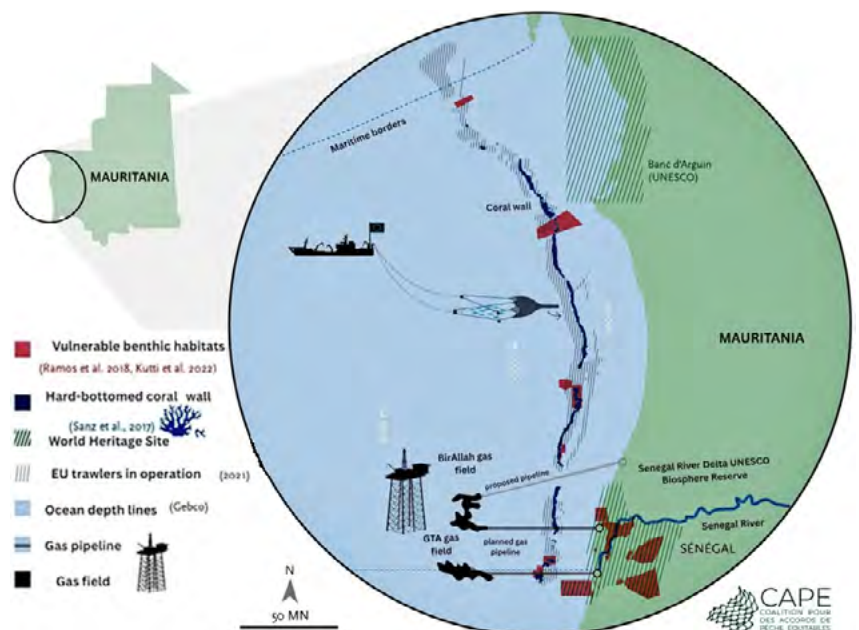 MAURITANIA
Maritime borders
Banc d'Arguin
(UNESCO)
Coral wall
MAURITANIA
Vulnerable benthic habitats
(Ramos et al. 2018, Kutti et al. 2022)
Hard-bottomed coral wall
(Sanz et al., 2017)
World Heritage Site
EU trawlers in operation (2021)
Ocean depth lines (Gebco)
Gas pipeline
Gas field
BirAllah gas
field
proposed pipeline
Senegal River Delta UNESCO
Biosphere Reserve
GTA gas
field
planned gas
pipeline
Senegal River
SÉNÉGAL
N
50 MN
CAPE
COALITION POUR
DES ACCORDS DE
PÊCHE ÉQUITABLES